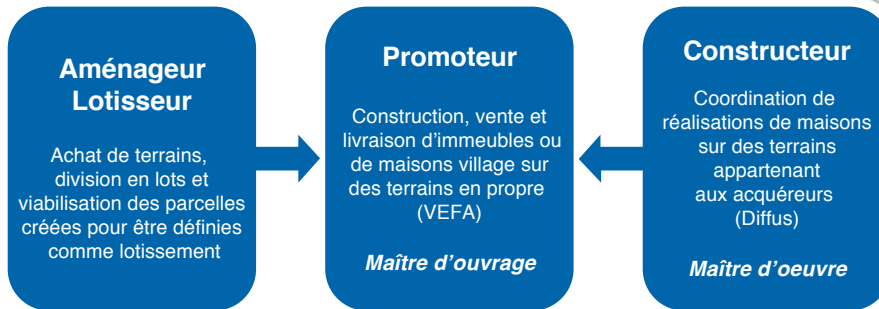 Aménageur
Lotisseur
Achat de terrains,
division en lots et
viabilisation des parcelles
créées pour être définies
comme lotissement
Promoteur
Construction, vente et
livraison d'immeubles ou
de maisons village sur
des terrains en propre
(VEFA)
Maître d'ouvrage
Constructeur
Coordination de
réalisations de maisons
sur des terrains
appartenant
aux acquéreurs
(Diffus)
Maître d'oeuvre